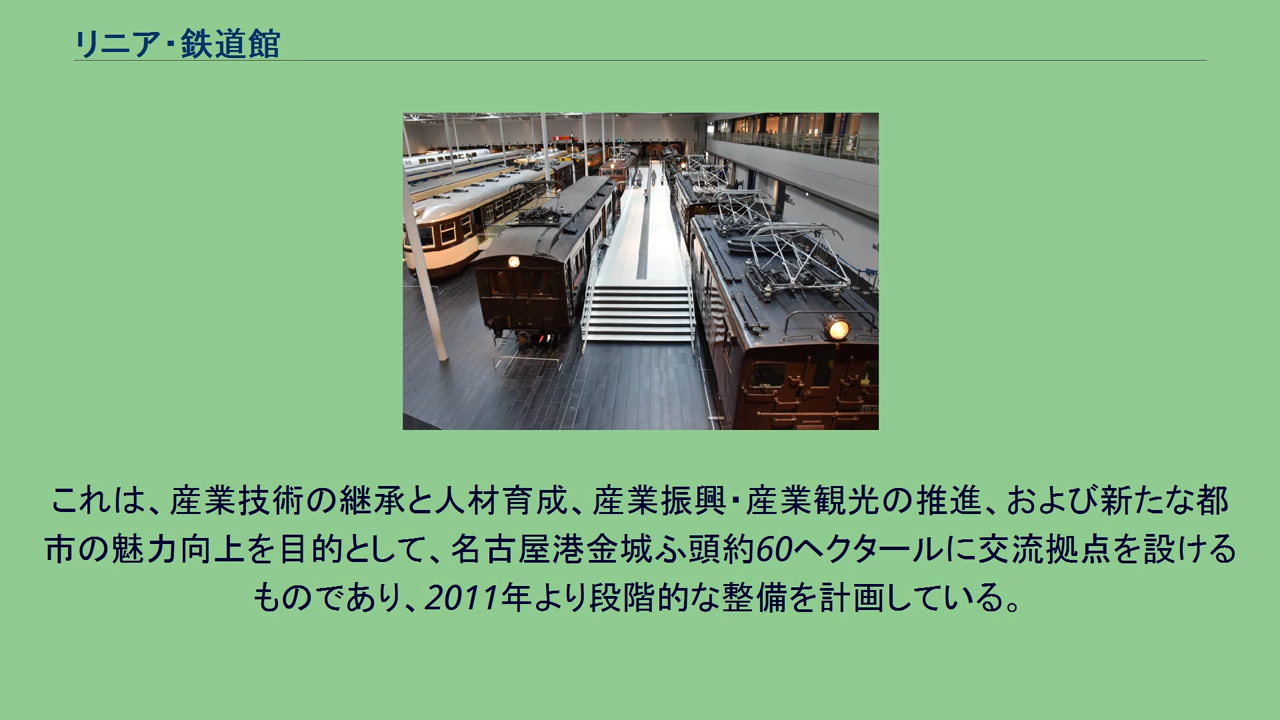 リニア・鉄道館
これは、産業技術の継承と人材育成、産業振興・産業観光の推進、および新たな都
市の魅力向上を目的として、名古屋港金城ふ頭約60ヘクタールに交流拠点を設ける
ものであり、2011年より段階的な整備を計画している。